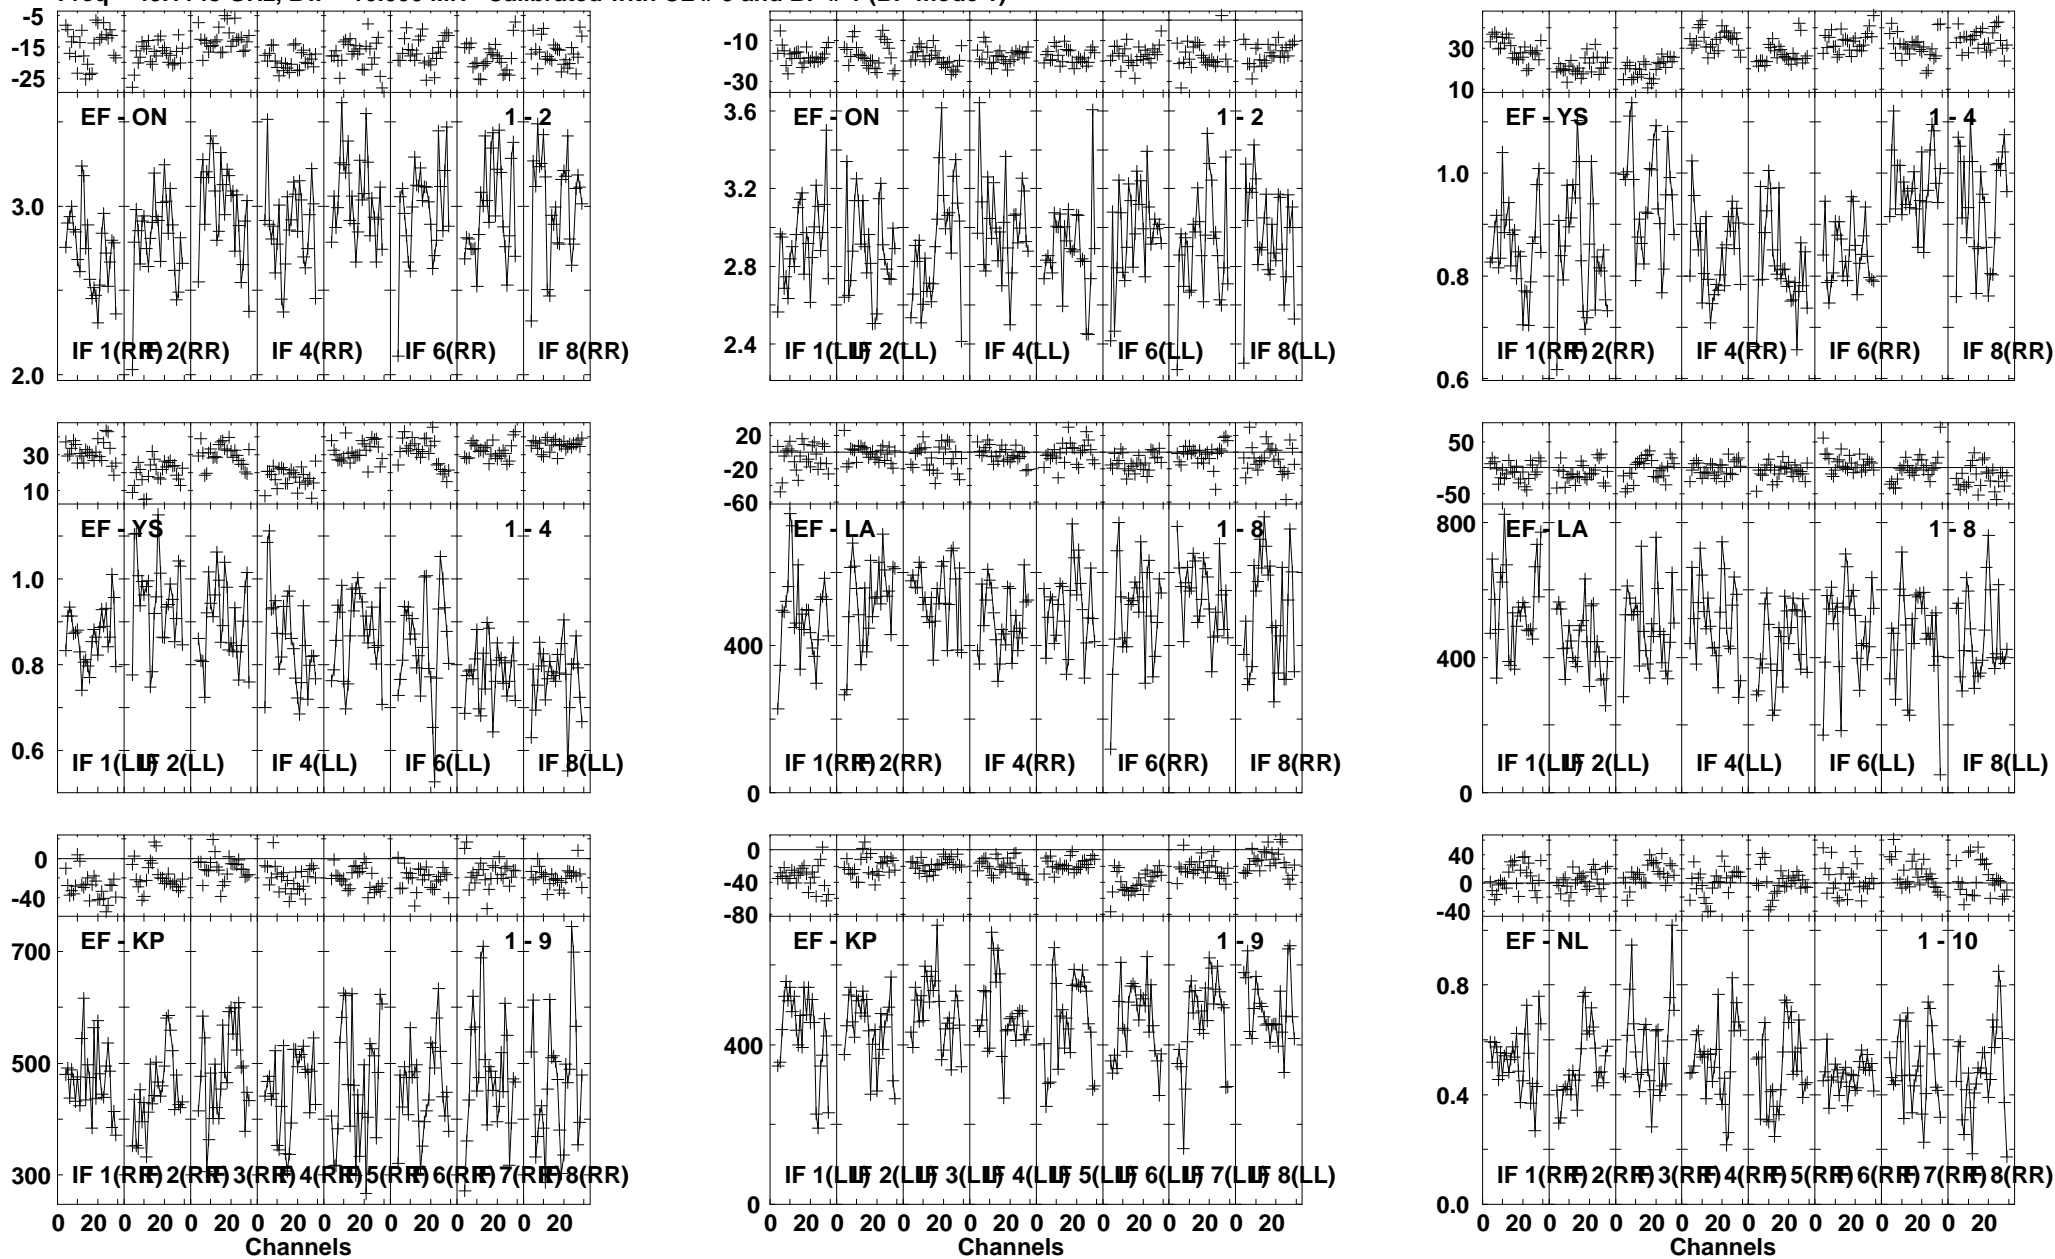 -5
-15
-25
EF - ON
1 - 2
3.0
2.0
IF 1(RR)
IF 2(RR)
IF 4(RR)
IF 6(RR)
IF 8(RR)
-10
-30
EF - ON
1 - 2
3.6
3.2
2.8
2.4
IF 1(LL)
IF 2(LL)
IF 4(LL)
IF 6(LL)
IF 8(LL)
30
10
EF - YS
1 - 4
1.0
0.8
0.6
IF 1(RR)
IF 2(RR)
IF 4(RR)
IF 6(RR)
IF 8(RR)
30
10
EF - YS
1 - 4
1.0
0.8
0.6
IF 1(LL)
IF 2(LL)
IF 4(LL)
IF 6(LL)
IF 8(LL)
20
-20
-60
EF - LA
1 - 8
400
0
IF 1(RR)
IF 2(RR)
IF 4(RR)
IF 6(RR)
IF 8(RR)
50
-50
EF - LA
1 - 8
800
400
0
IF 1(LL)
IF 2(LL)
IF 4(LL)
IF 6(LL)
IF 8(LL)
0
-40
EF - KP
1 - 9
700
500
300
IF 1(RR)
IF 2(RR)
IF 3(RR)
IF 4(RR)
IF 5(RR)
IF 6(RR)
IF 7(RR)
IF 8(RR)
0 20 0 20 0 20 0 20 0 20 0 20 0 20 0 20
Channels
0
-40
-80
EF - KP
1 - 9
400
0
IF 1(LL)
IF 2(LL)
IF 3(LL)
IF 4(LL)
IF 5(LL)
IF 6(LL)
IF 7(LL)
IF 8(LL)
0 20 0 20 0 20 0 20 0 20 0 20 0 20 0 20
Channels
40
0
-40
EF - NL
1 - 10
0.8
0.4
0.0
IF 1(RR)
IF 2(RR)
IF 3(RR)
IF 4(RR)
IF 5(RR)
IF 6(RR)
IF 7(RR)
IF 8(RR)
0 20 0 20 0 20 0 20 0 20 0 20 0 20 0 20
Channels